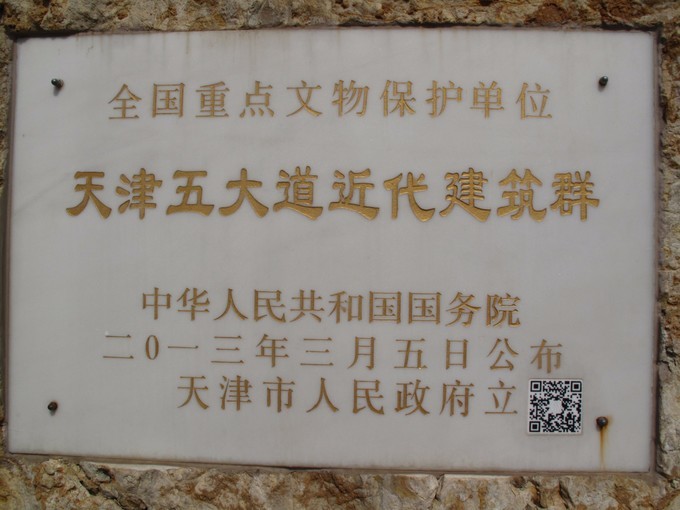 全国重点文物保护单位
天津五大道近代建筑群
中华人民共和国国务院
二0一三年三月五日公布
天津市人民政府立